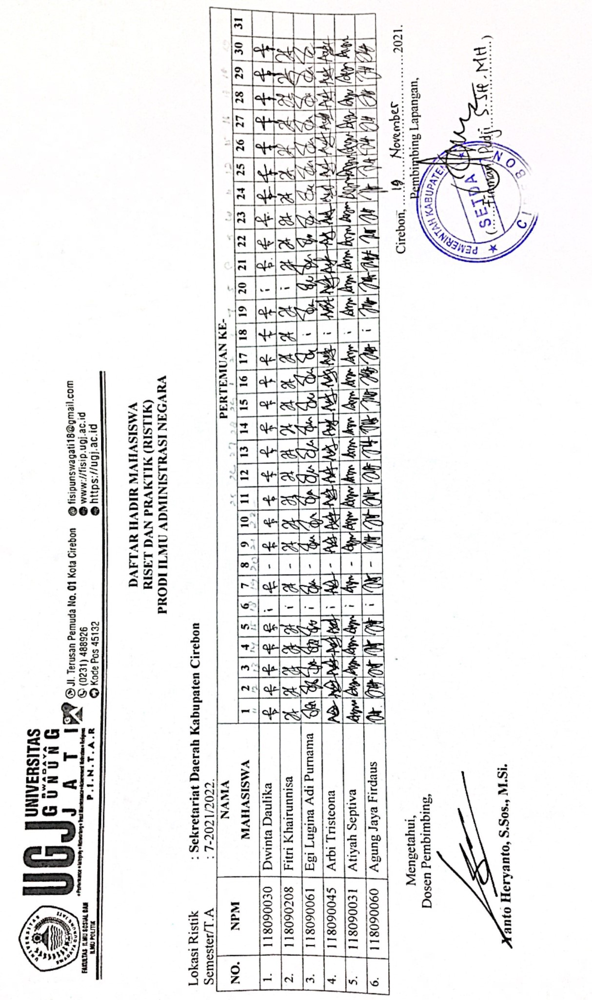 UGJ
UNIVERSITAS
SWADAYA
GUNUNG
JATI
P.I.N.T.A.R
FAKULTAS ILMU SOSIAL DAN
ILMU POLITIK
Jl. Terusan Pemuda No. 01 Kota Cirebon
(0231) 488926
Kode Pos 45132
fisipunswagati18@gmail.com
www://fisip.ugj.ac.id
https://ugj.ac.id
DAFTAR HADIR MAHASISWA
RISET DAN PRAKTIK (RISTIK)
PRODI ILMU ADMINISTRASI NEGARA
Lokasi Ristik : Sekretariat Daerah Kabupaten Cirebon
Semester/T.A : 7-2021/2022.
NO. NPM NAMA MAHASISWA PERTEMUAN KE-
1 2 3 4 5 6 7 8 9 10 11 12 13 14 15 16 17 18 19 20 21 22 23 24 25 26 27 28 29 30 31
1. 118090030 Dwinta Daulika i - i
2. 118090208 Fitri Khairunnisa i - i
3. 118090061 Egi Lugina Adi Purnama i - i
4. 118090045 Arbi Tristeona i - i
5. 118090031 Atiyah Septiva i - i
6. 118090060 Agung Jaya Firdaus i - i
Cirebon, 19 November 2021.
Mengetahui,
Dosen Pembimbing,
Pembimbing Lapangan,
PEMERINTAH KABUPATEN
SETDA
CIREBON
(Firman Pudji S.STP. MH)
Yanto Heryanto, S.Sos., M.Si.